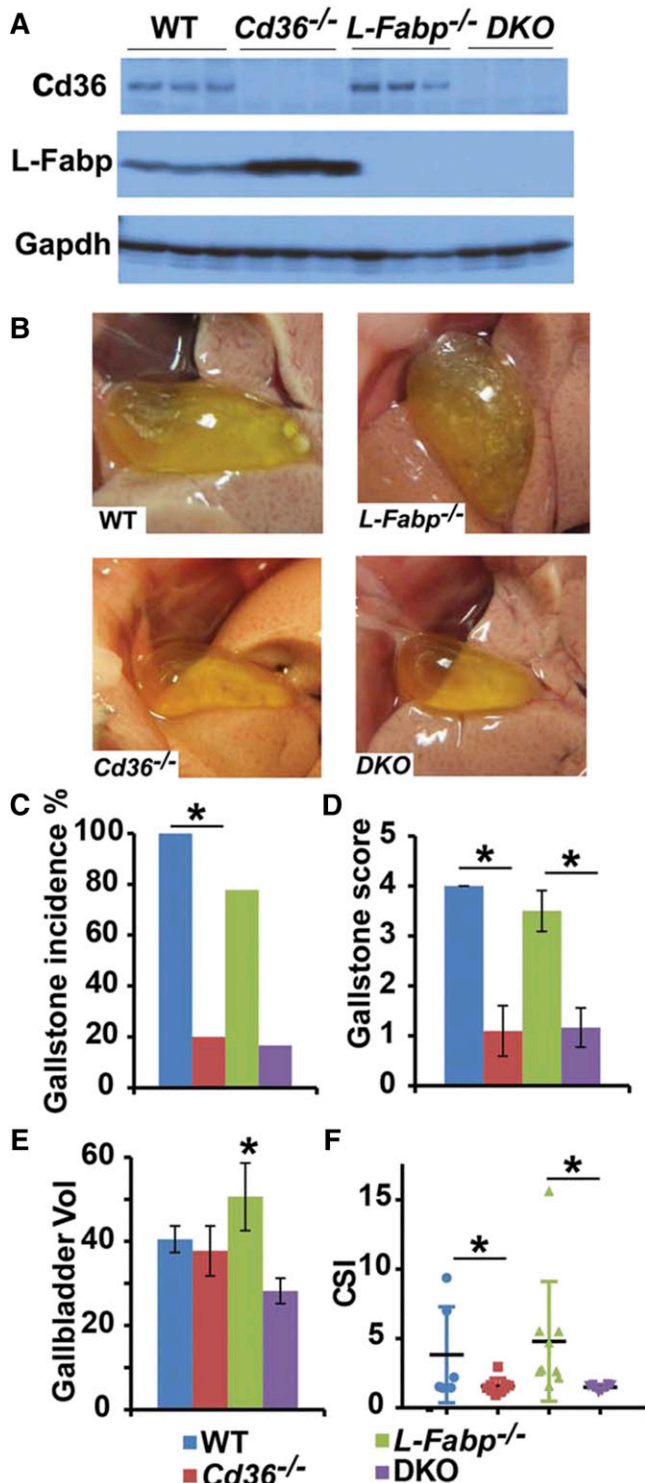 A
WT Cd36-/- L-Fabp-/- DKO
Cd36
L-Fabp
Gapdh
B
WT
L-Fabp-/-
Cd36-/-
DKO
C
Gallstone incidence %
100
80
60
40
20
0
*
D
Gallstone score
5
4
3
2
1
0
*
*
E
Gallbladder Vol
60
40
20
0
*
F
CSI
15
10
5
0
*
*
WT
L-Fabp-/-
Cd36-/-
DKO